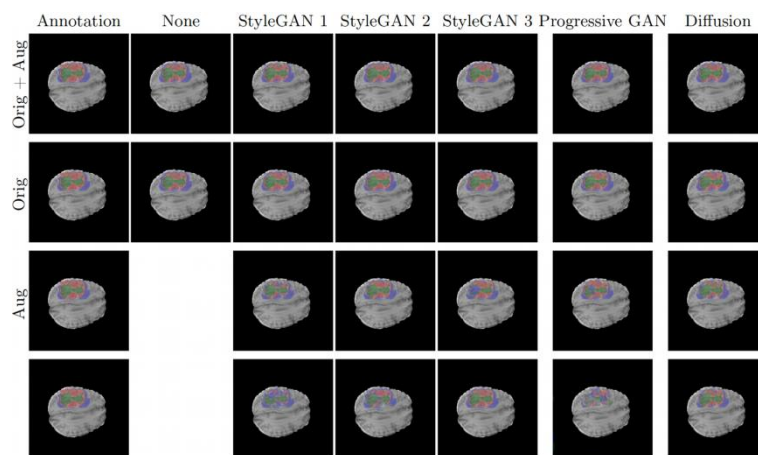 Annotation None StyleGAN 1 StyleGAN 2 StyleGAN 3 Progressive GAN Diffusion
Orig + Aug
Orig
Aug